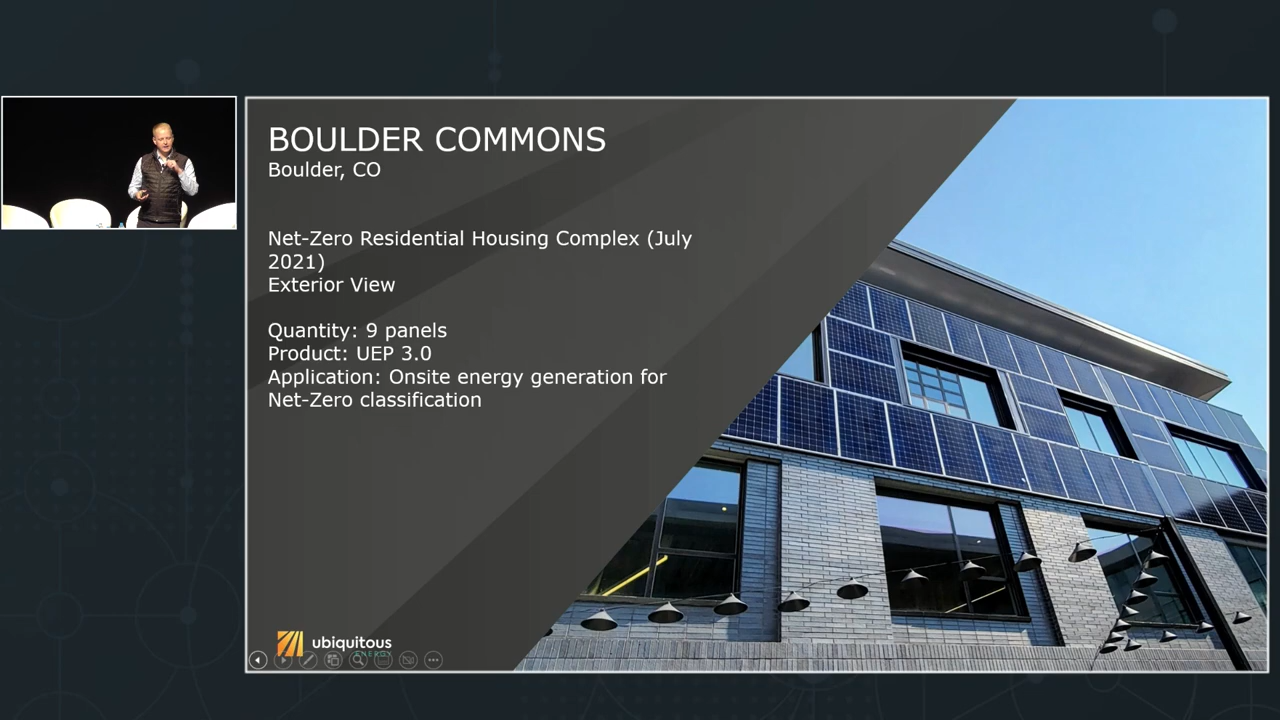 BOULDER COMMONS
Boulder, CO
Net-Zero Residential Housing Complex (July
2021)
Exterior View
Quantity: 9 panels
Product: UEP 3.0
Application: Onsite energy generation for
Net-Zero classification
ubiquitous
ENERGY